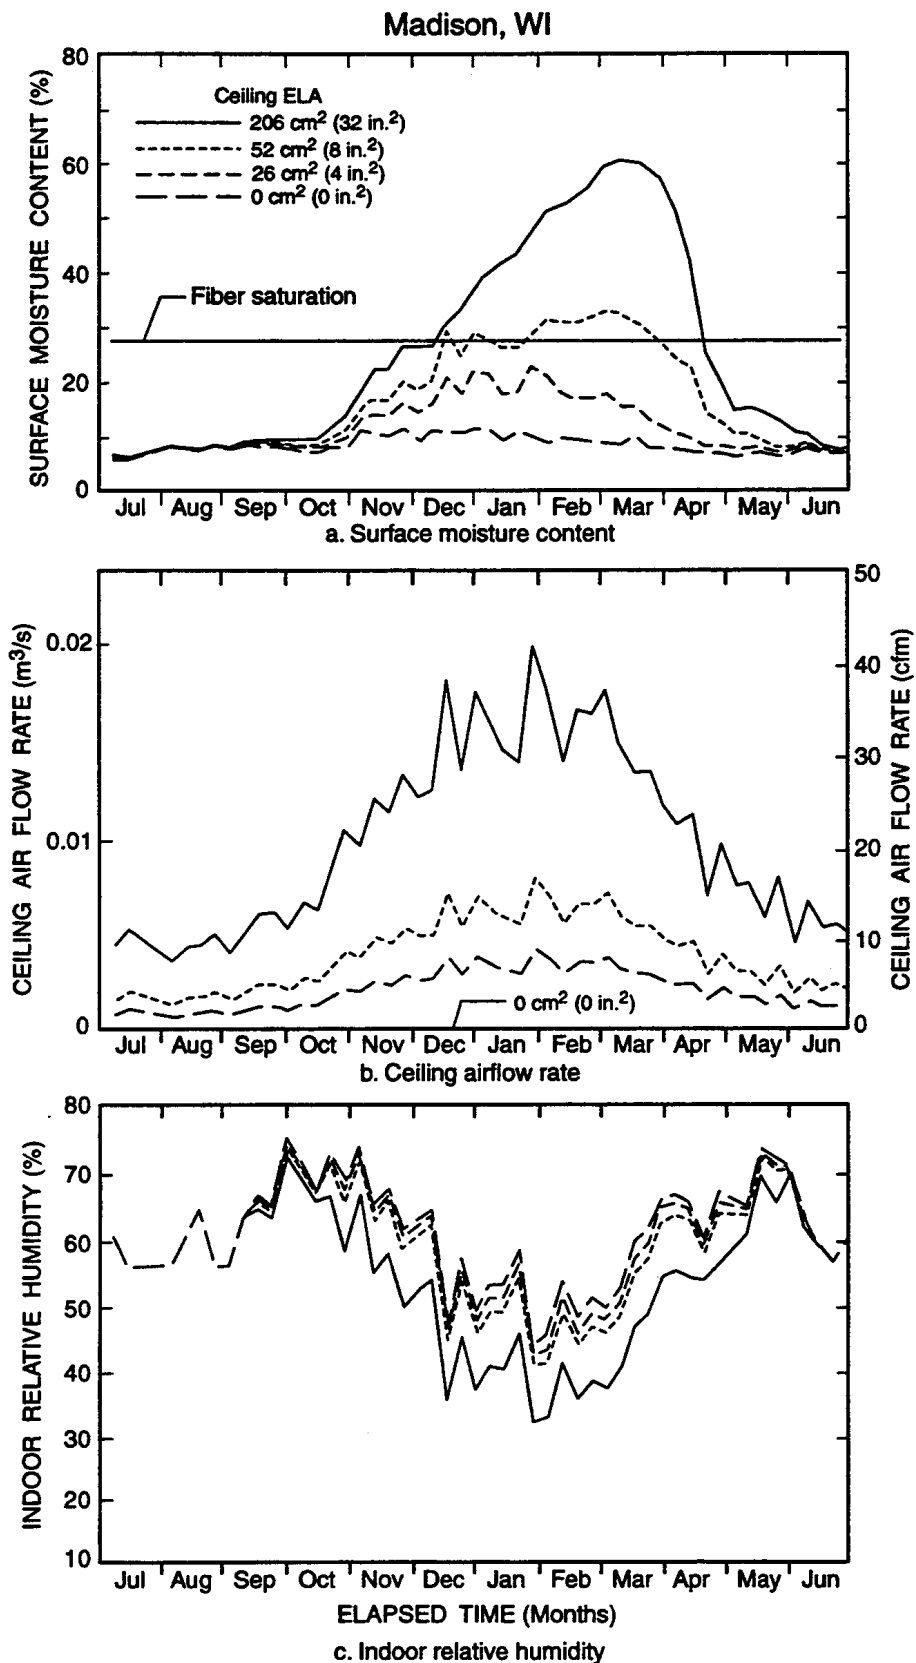 Madison, WI
SURFACE MOISTURE CONTENT (%)
80
60
40
20
0
Ceiling ELA
206 cm² (32 in.²)
52 cm² (8 in.²)
26 cm² (4 in.²)
0 cm² (0 in.²)
Fiber saturation
Jul Aug Sep Oct Nov Dec Jan Feb Mar Apr May Jun
a. Surface moisture content
CEILING AIR FLOW RATE (m³/s)
0.02
0.01
0
50
40
30
20
10
0
CEILING AIR FLOW RATE (cfm)
0 cm² (0 in.²)
Jul Aug Sep Oct Nov Dec Jan Feb Mar Apr May Jun
b. Ceiling airflow rate
INDOOR RELATIVE HUMIDITY (%)
80
70
60
50
40
30
20
10
Jul Aug Sep Oct Nov Dec Jan Feb Mar Apr May Jun
ELAPSED TIME (Months)
c. Indoor relative humidity